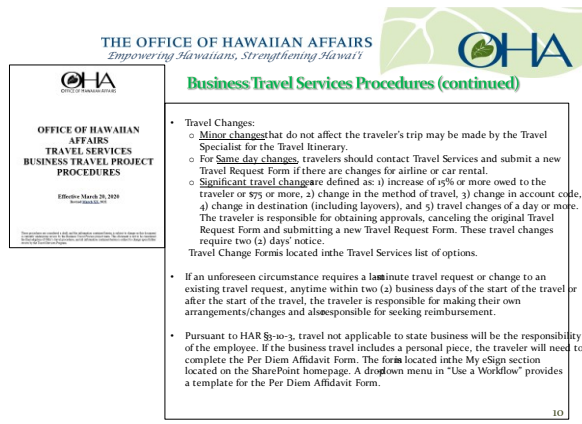 THE OFFICE OF HAWAIIAN AFFAIRS
Empowering Hawaiians, Strengthening Hawai'i
OHA
Business Travel Services Procedures (continued)
OHA
OFFICE OF HAWAIIAN AFFAIRS
OFFICE OF HAWAIIAN
AFFAIRS
TRAVEL SERVICES
BUSINESS TRAVEL PROJECT
PROCEDURES
Effective March 20, 2020
• Travel Changes:
o Minor changes that do not affect the traveler's trip may be made by the Travel
Specialist for the Travel Itinerary.
o For Same day changes, travelers should contact Travel Services and submit a new
Travel Request Form if there are changes for airline or car rental.
o Significant travel changes are defined as: 1) increase of 15% or more owed to the
traveler or $75 or more, 2) change in the method of travel, 3) change in account code,
4) change in destination (including layovers), and 5) travel changes of a day or more.
The traveler is responsible for obtaining approvals, canceling the original Travel
Request Form and submitting a new Travel Request Form. These travel changes
require two (2) days' notice.
Travel Change Form is located in the Travel Services list of options.
• If an unforeseen circumstance requires a last minute travel request or change to an
existing travel request, anytime within two (2) business days of the start of the travel or
after the start of the travel, the traveler is responsible for making their own
arrangements/changes and also responsible for seeking reimbursement.
• Pursuant to HAR §3-10-3, travel not applicable to state business will be the responsibility
of the employee. If the business travel includes a personal piece, the traveler will need to
complete the Per Diem Affidavit Form. The form is located in the My eSign section
located on the SharePoint homepage. A drop-down menu in "Use a Workflow" provides
a template for the Per Diem Affidavit Form.
10